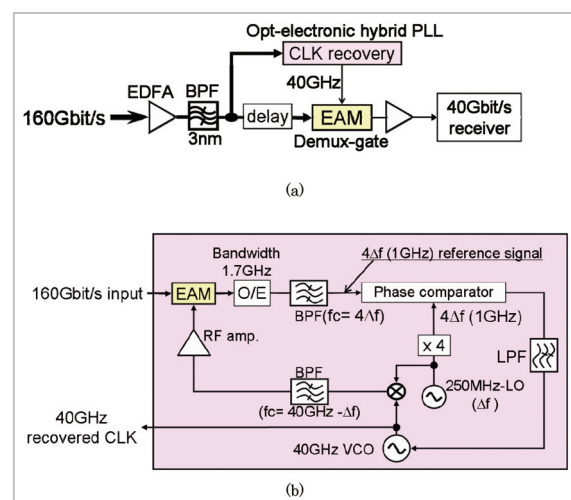 Opt-electronic hybrid PLL
CLK recovery
40GHz
EDFA
BPF
160Gbit/s
3nm
delay
EAM
Demux-gate
40Gbit/s
receiver
(a)
Bandwidth
1.7GHz
4Δf (1GHz) reference signal
160Gbit/s input
EAM
O/E
BPF(fc= 4Δf)
Phase comparator
4Δf (1GHz)
RF amp.
x 4
LPF
BPF
(fc= 40GHz -Δf)
250MHz-LO
(Δf )
40GHz
recovered CLK
40GHz VCO
(b)